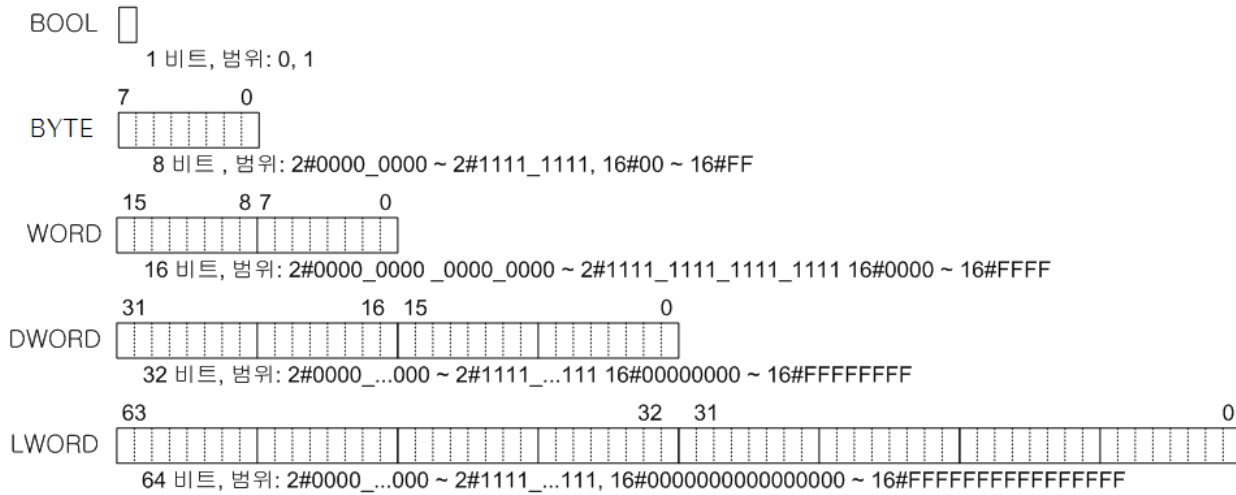 BOOL
1 비트, 범위: 0, 1
7 0
BYTE
8 비트 , 범위: 2#0000_0000 ~ 2#1111_1111, 16#00 ~ 16#FF
15 8 7 0
WORD
16 비트, 범위: 2#0000_0000 _0000_0000 ~ 2#1111_1111_1111_1111 16#0000 ~ 16#FFFF
31 16 15 0
DWORD
32 비트, 범위: 2#0000_...000 ~ 2#1111_...111 16#00000000 ~ 16#FFFFFFFF
63 32 31 0
LWORD
64 비트, 범위: 2#0000_...000 ~ 2#1111_...111, 16#0000000000000000 ~ 16#FFFFFFFFFFFFFFFF